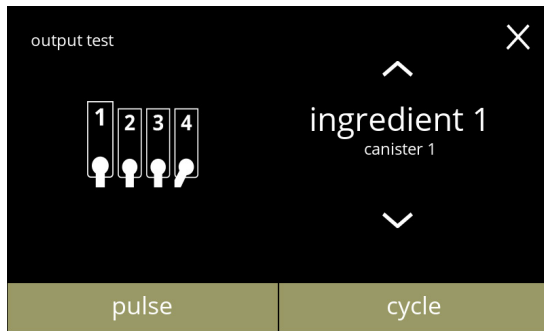 output test
1 2 3 4
ingredient 1
canister 1
pulse
cycle